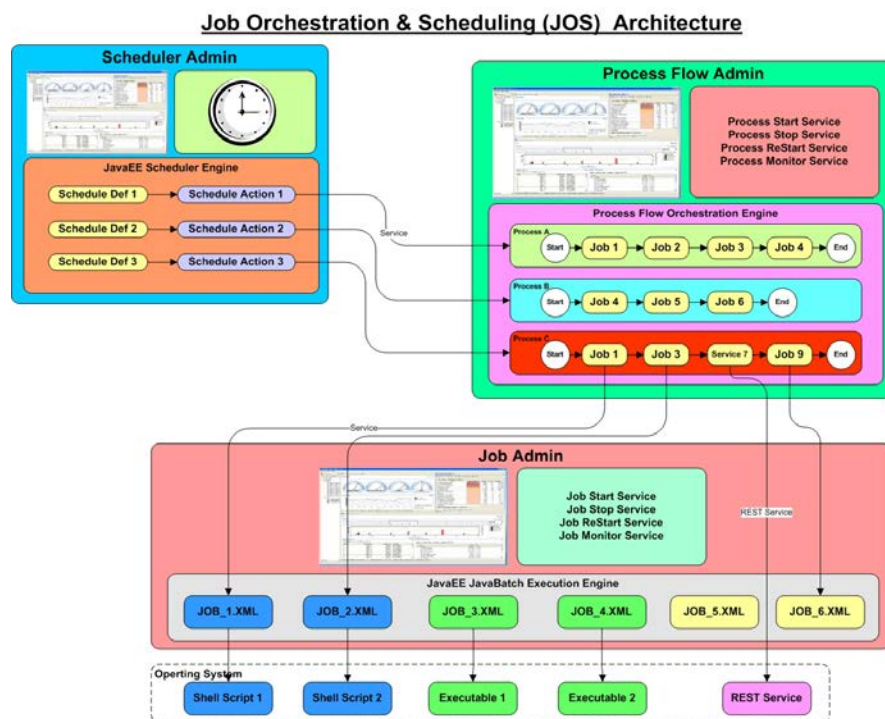 Job Orchestration & Scheduling (JOS) Architecture
Scheduler Admin
JavaEE Scheduler Engine
Schedule Def 1
Schedule Action 1
Schedule Def 2
Schedule Action 2
Schedule Def 3
Schedule Action 3
Service
Process Flow Admin
Process Start Service
Process Stop Service
Process ReStart Service
Process Monitor Service
Process Flow Orchestration Engine
Process A
Start
Job 1
Job 2
Job 3
Job 4
End
Process B
Start
Job 4
Job 5
Job 6
End
Process C
Start
Job 1
Job 3
Service 7
Job 9
End
Service
Job Admin
Job Start Service
Job Stop Service
Job ReStart Service
Job Monitor Service
REST Service
JavaEE JavaBatch Execution Engine
JOB_1.XML
JOB_2.XML
JOB_3.XML
JOB_4.XML
JOB_5.XML
JOB_6.XML
Operting System
Shell Script 1
Shell Script 2
Executable 1
Executable 2
REST Service